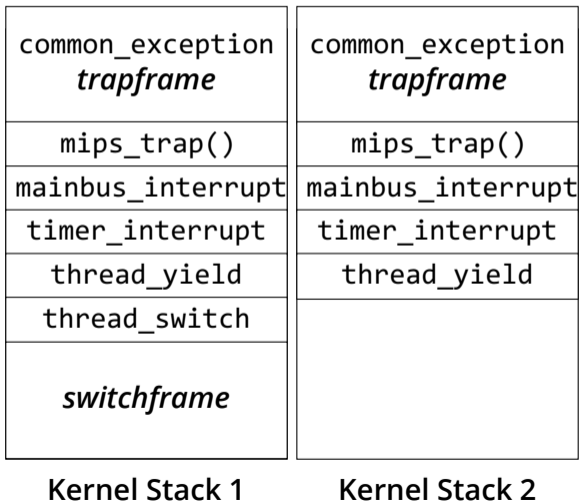 common_exception
trapframe
mips_trap()
mainbus_interrupt
timer_interrupt
thread_yield
thread_switch
switchframe
Kernel Stack 1
common_exception
trapframe
mips_trap()
mainbus_interrupt
timer_interrupt
thread_yield
Kernel Stack 2